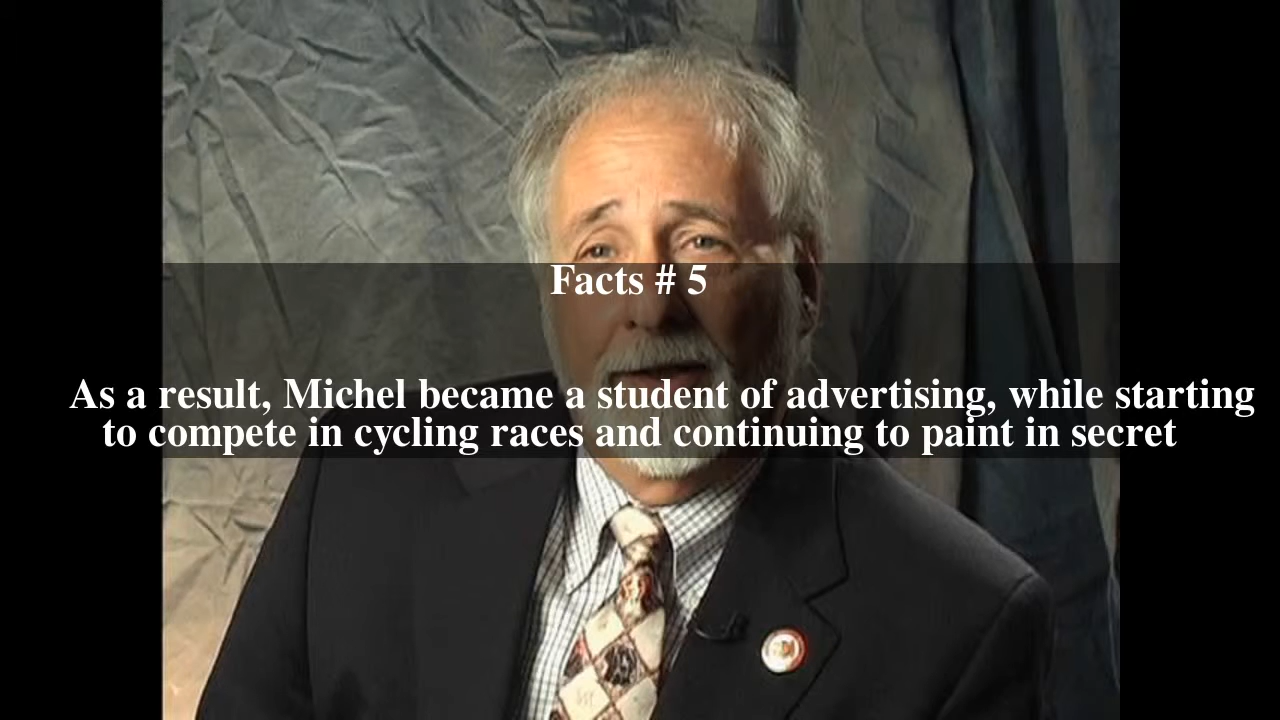 Facts # 5
As a result, Michel became a student of advertising, while starting
to compete in cycling races and continuing to paint in secret